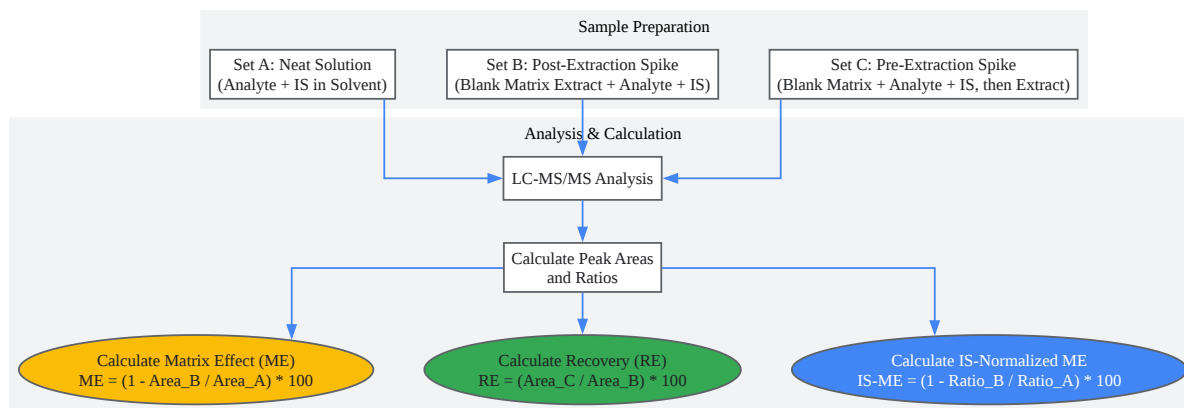 Sample Preparation
Set A: Neat Solution
(Analyte + IS in Solvent)
Set B: Post-Extraction Spike
(Blank Matrix Extract + Analyte + IS)
Set C: Pre-Extraction Spike
(Blank Matrix + Analyte + IS, then Extract)
Analysis & Calculation
LC-MS/MS Analysis
Calculate Peak Areas
and Ratios
Calculate Matrix Effect (ME)
ME = (1 - Area_B / Area_A) * 100
Calculate Recovery (RE)
RE = (Area_C / Area_B) * 100
Calculate IS-Normalized ME
IS-ME = (1 - Ratio_B / Ratio_A) * 100